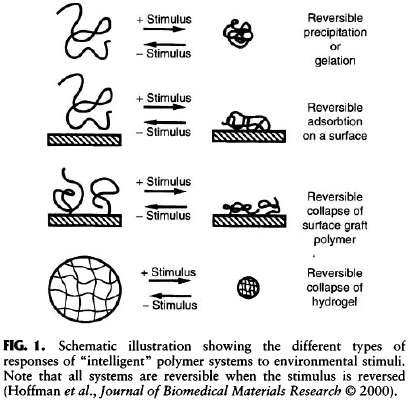 + Stimulus
– Stimulus
Reversible
precipitation
or
gelation
+ Stimulus
– Stimulus
Reversible
adsorbtion
on a surface
+ Stimulus
– Stimulus
Reversible
collapse of
surface graft
polymer
+ Stimulus
– Stimulus
Reversible
collapse of
hydrogel
FIG. 1. Schematic illustration showing the different types of
responses of "intelligent" polymer systems to environmental stimuli.
Note that all systems are reversible when the stimulus is reversed
(Hoffman et al., Journal of Biomedical Materials Research © 2000).